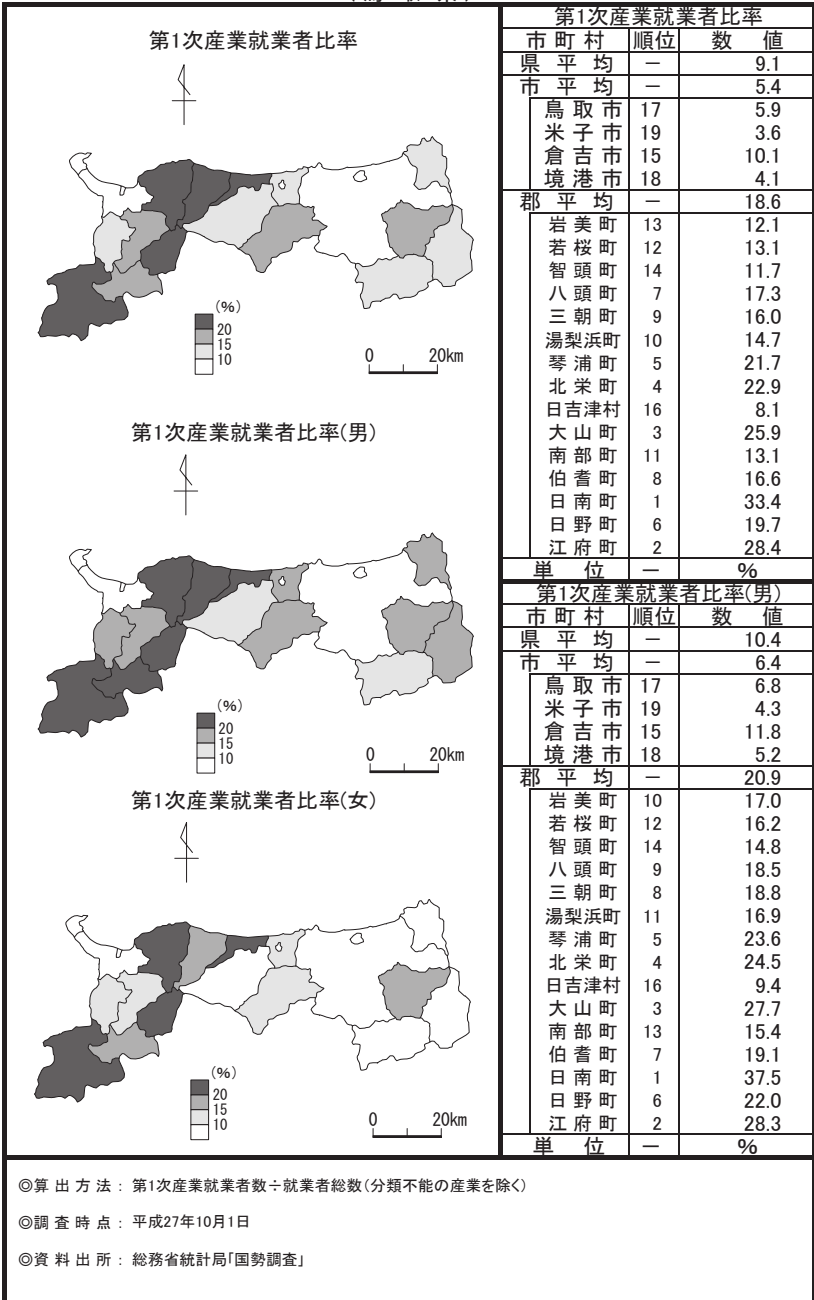 第1次産業就業者比率
(%)
20
15
10
0 20km
第1次産業就業者比率(男)
(%)
20
15
10
0 20km
第1次産業就業者比率(女)
(%)
20
15
10
0 20km
第1次産業就業者比率
市町村 順位 数値
県平均 － 9.1
市平均 － 5.4
鳥取市 17 5.9
米子市 19 3.6
倉吉市 15 10.1
境港市 18 4.1
郡平均 － 18.6
岩美町 13 12.1
若桜町 12 13.1
智頭町 14 11.7
八頭町 7 17.3
三朝町 9 16.0
湯梨浜町 10 14.7
琴浦町 5 21.7
北栄町 4 22.9
日吉津村 16 8.1
大山町 3 25.9
南部町 11 13.1
伯耆町 8 16.6
日南町 1 33.4
日野町 6 19.7
江府町 2 28.4
単位 － %
第1次産業就業者比率(男)
市町村 順位 数値
県平均 － 10.4
市平均 － 6.4
鳥取市 17 6.8
米子市 19 4.3
倉吉市 15 11.8
境港市 18 5.2
郡平均 － 20.9
岩美町 10 17.0
若桜町 12 16.2
智頭町 14 14.8
八頭町 9 18.5
三朝町 8 18.8
湯梨浜町 11 16.9
琴浦町 5 23.6
北栄町 4 24.5
日吉津村 16 9.4
大山町 3 27.7
南部町 13 15.4
伯耆町 7 19.1
日南町 1 37.5
日野町 6 22.0
江府町 2 28.3
単位 － %
◎算出方法：第1次産業就業者数÷就業者総数(分類不能の産業を除く)
◎調査時点：平成27年10月1日
◎資料出所：総務省統計局「国勢調査」